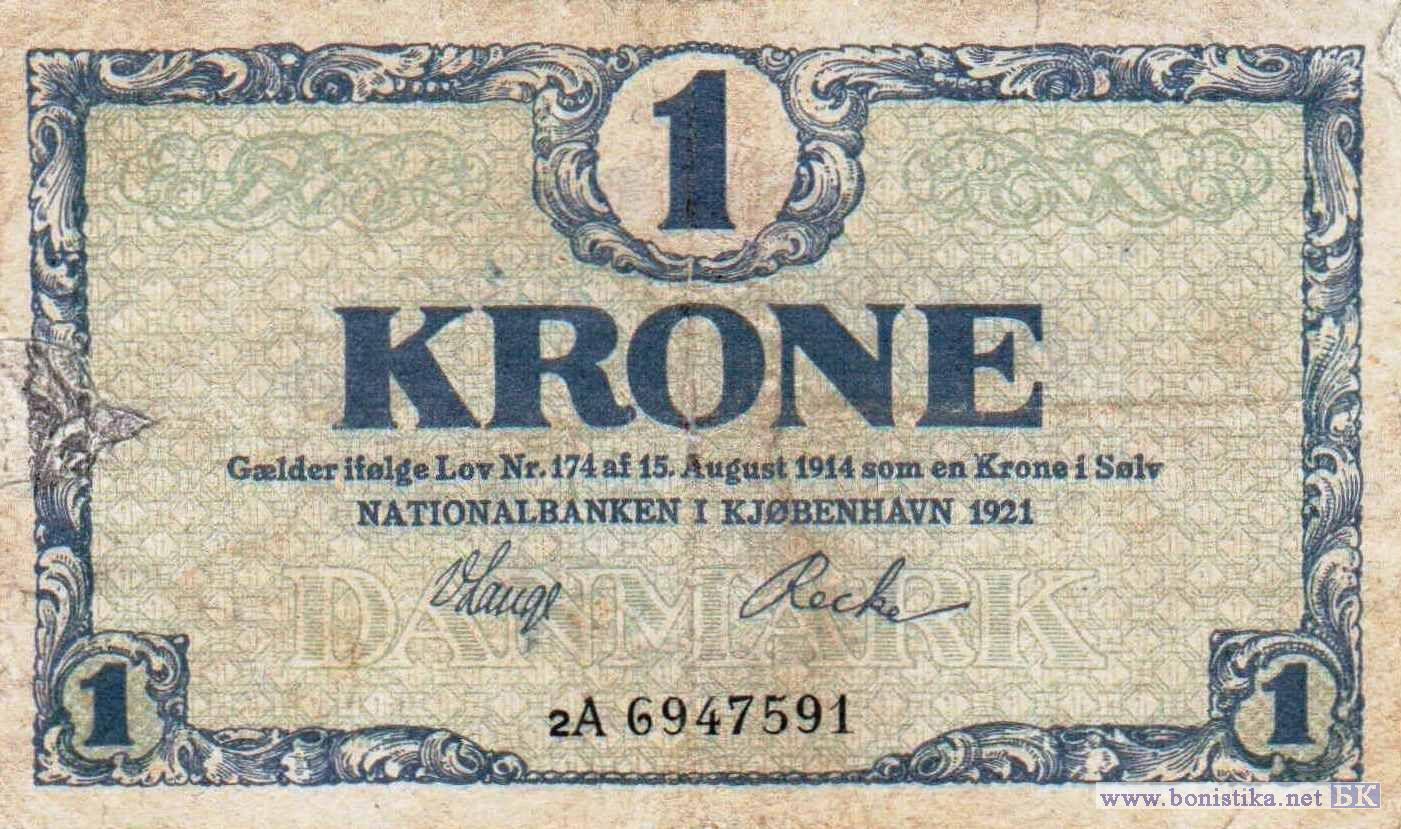 1
KRONE
Gælder ifølge Lov Nr. 174 af 15. August 1914 som en Krone i Sølv
NATIONALBANKEN I KJØBENHAVN 1921
V Lange Recke
DANMARK
2A 6947591
1 1
www.bonistika.net БК